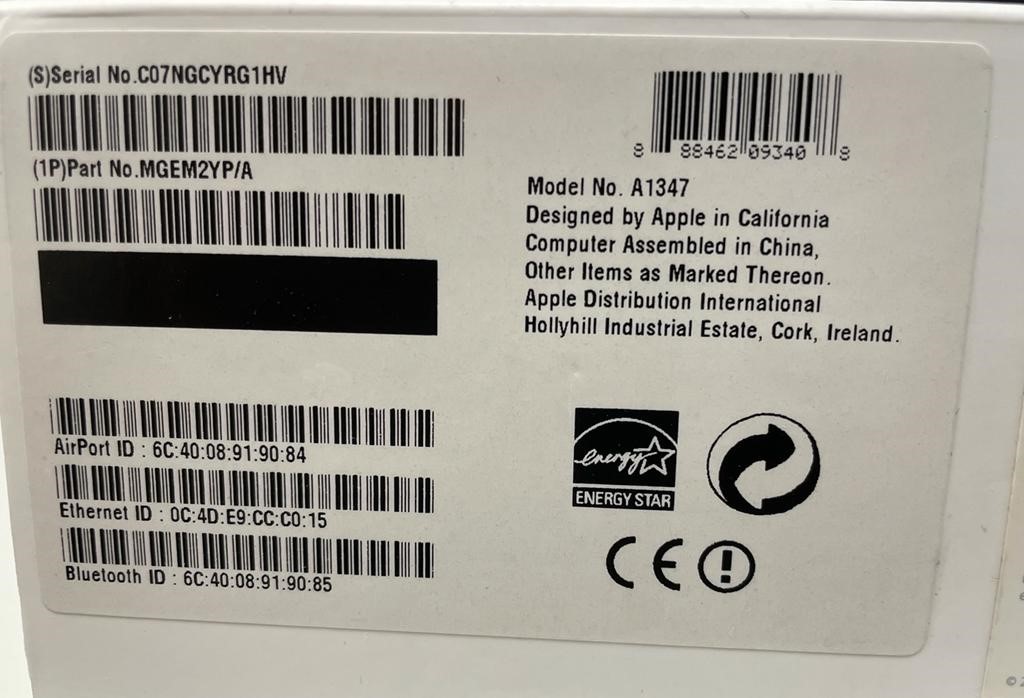 (S)Serial No.C07NGCYRG1HV
(1P)Part No.MGEM2YP/A
8 88462 09340 8
Model No. A1347
Designed by Apple in California
Computer Assembled in China,
Other Items as Marked Thereon.
Apple Distribution International
Hollyhill Industrial Estate, Cork, Ireland.
AirPort ID : 6C:40:08:91:90:84
Ethernet ID : 0C:4D:E9:CC:C0:15
Bluetooth ID : 6C:40:08:91:90:85
energy
ENERGY STAR
CE